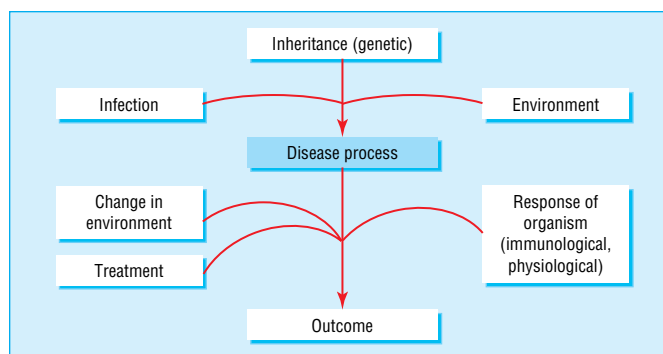 Inheritance (genetic)
Infection
Environment
Disease process
Change in
environment
Response of
organism
(immunological,
physiological)
Treatment
Outcome